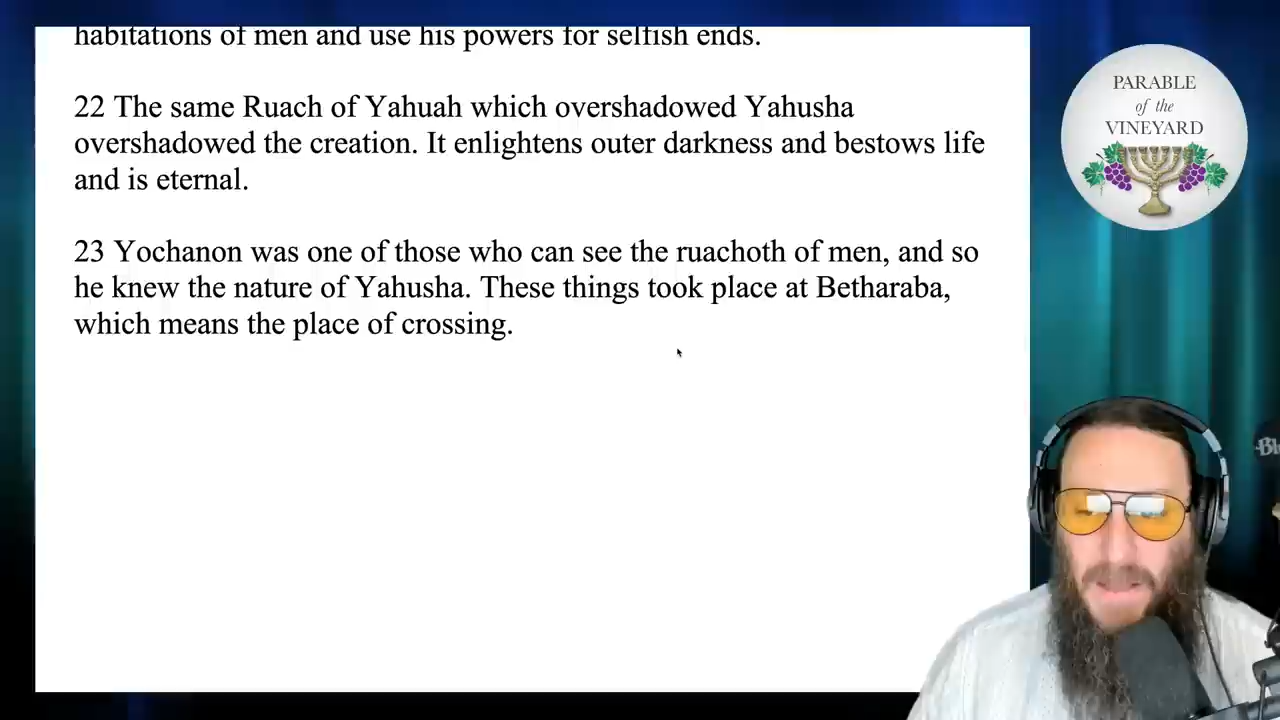 habitations of men and use his powers for selfish ends.
22 The same Ruach of Yahuah which overshadowed Yahusha
overshadowed the creation. It enlightens outer darkness and bestows life
and is eternal.
23 Yochanon was one of those who can see the ruachoth of men, and so
he knew the nature of Yahusha. These things took place at Betharaba,
which means the place of crossing.
PARABLE
of the
VINEYARD